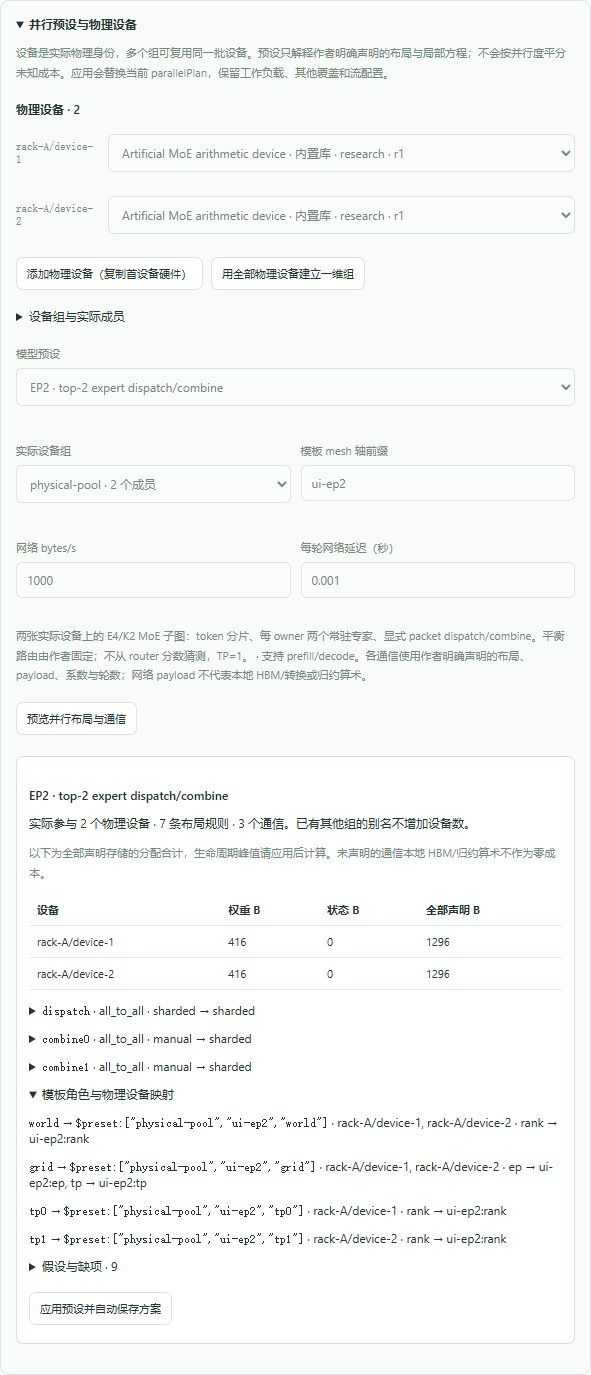 ▼ 并行预设与物理设备
设备是实际物理身份，多个组可复用同一批设备。预设只解释作者明确声明的布局与局部方程；不会按并行度平分
未知成本。应用会替换当前 parallelPlan，保留工作负载、其他覆盖和流配置。
物理设备 · 2
rack-A/device-
1
Artificial MoE arithmetic device · 内置库 · research · r1
rack-A/device-
2
Artificial MoE arithmetic device · 内置库 · research · r1
添加物理设备（复制首设备硬件） 用全部物理设备建立一维组
▶ 设备组与实际成员
模型预设
EP2 · top-2 expert dispatch/combine
实际设备组 模板 mesh 轴前缀
physical-pool · 2 个成员 ui-ep2
网络 bytes/s 每轮网络延迟（秒）
1000 0.001
两张实际设备上的 E4/K2 MoE 子图：token 分片、每 owner 两个常驻专家、显式 packet dispatch/combine。平衡
路由由作者固定；不从 router 分数猜测，TP=1。 · 支持 prefill/decode。各通信使用作者明确声明的布局、
payload、系数与轮数；网络 payload 不代表本地 HBM/转换或归约算术。
预览并行布局与通信
EP2 · top-2 expert dispatch/combine
实际参与 2 个物理设备 · 7 条布局规则 · 3 个通信。已有其他组的别名不增加设备数。
以下为全部声明存储的分配合计，生命周期峰值请应用后计算。未声明的通信本地 HBM/归约算术不作为零成
本。
设备 权重 B 状态 B 全部声明 B
rack-A/device-1 416 0 1296
rack-A/device-2 416 0 1296
▶ dispatch · all_to_all · sharded → sharded
▶ combine0 · all_to_all · manual → sharded
▶ combine1 · all_to_all · manual → sharded
▼ 模板角色与物理设备映射
world → $preset:["physical-pool","ui-ep2","world"] · rack-A/device-1, rack-A/device-2 · rank →
ui-ep2:rank
grid → $preset:["physical-pool","ui-ep2","grid"] · rack-A/device-1, rack-A/device-2 · ep → ui-
ep2:ep, tp → ui-ep2:tp
tp0 → $preset:["physical-pool","ui-ep2","tp0"] · rack-A/device-1 · rank → ui-ep2:rank
tp1 → $preset:["physical-pool","ui-ep2","tp1"] · rack-A/device-2 · rank → ui-ep2:rank
▶ 假设与缺项 · 9
应用预设并自动保存方案